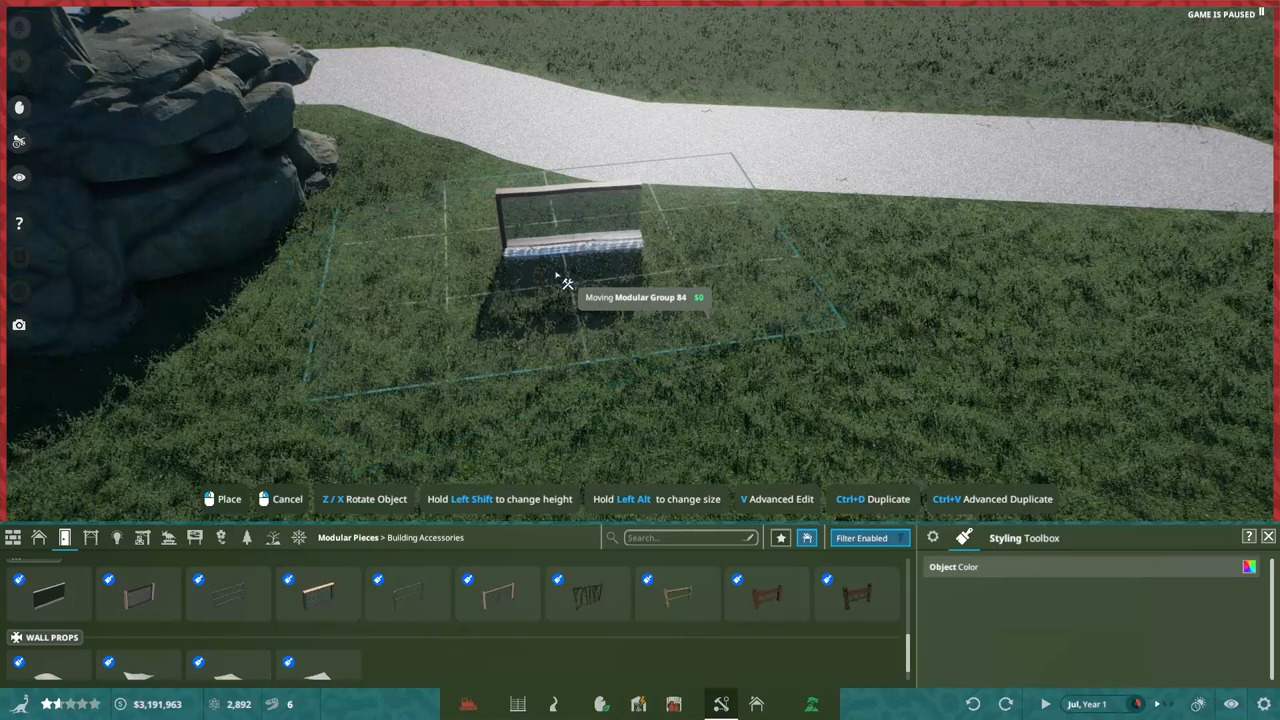 GAME IS PAUSED
?
Moving Modular Group 84 $0
Place
Cancel
Z / X Rotate Object
Hold Left Shift to change height
Hold Left Alt to change size
V Advanced Edit
Ctrl+D Duplicate
Ctrl+V Advanced Duplicate
Modular Pieces > Building Accessories
Search...
Filter Enabled
Styling Toolbox
?
Object Color
WALL PROPS
$3,191,963
2,892
6
Jul, Year 1